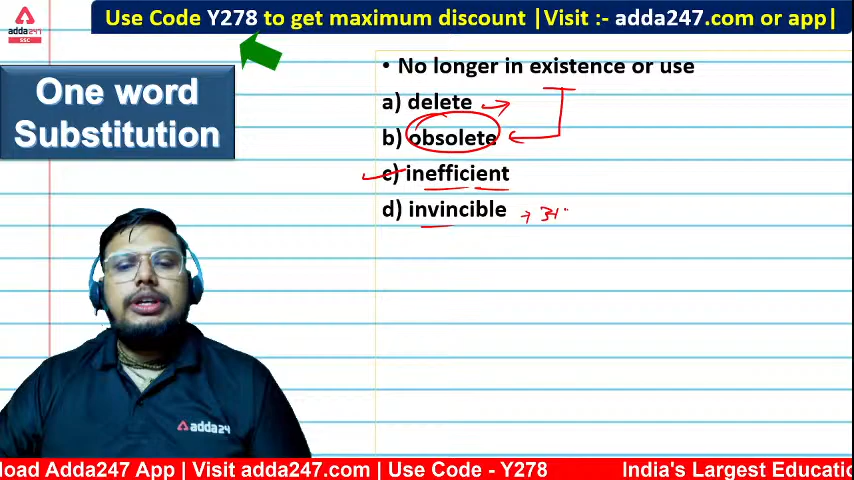 Use Code Y278 to get maximum discount |Visit :- adda247.com or app|
adda247
SSC
One word
Substitution
• No longer in existence or use
a) delete
b) obsolete
c) inefficient
d) invincible
adda24
load Adda247 App | Visit adda247.com | Use Code - Y278 India's Largest Educatio